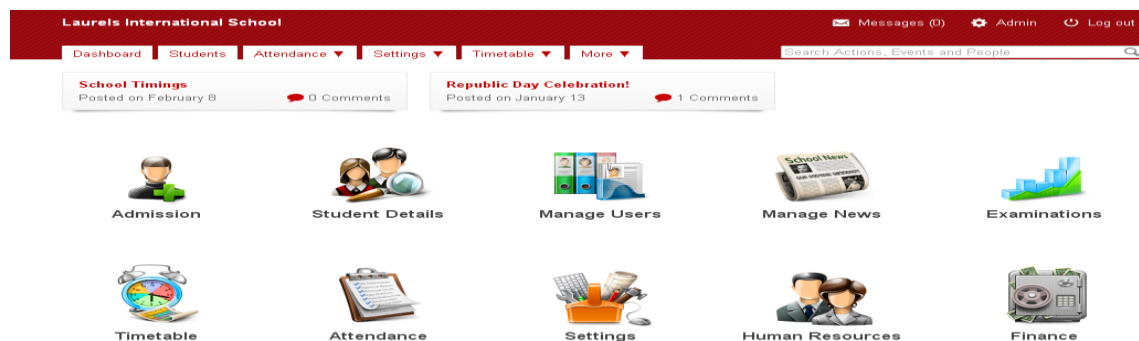 Laurels International School
Messages (0) Admin Log out
Dashboard Students Attendance ▼ Settings ▼ Timetable ▼ More ▼
Search Actions, Events and People
School Timings
Posted on February 8 0 Comments
Republic Day Celebration!
Posted on January 13 1 Comments
School News
Admission Student Details Manage Users Manage News Examinations
Timetable Attendance Settings Human Resources Finance